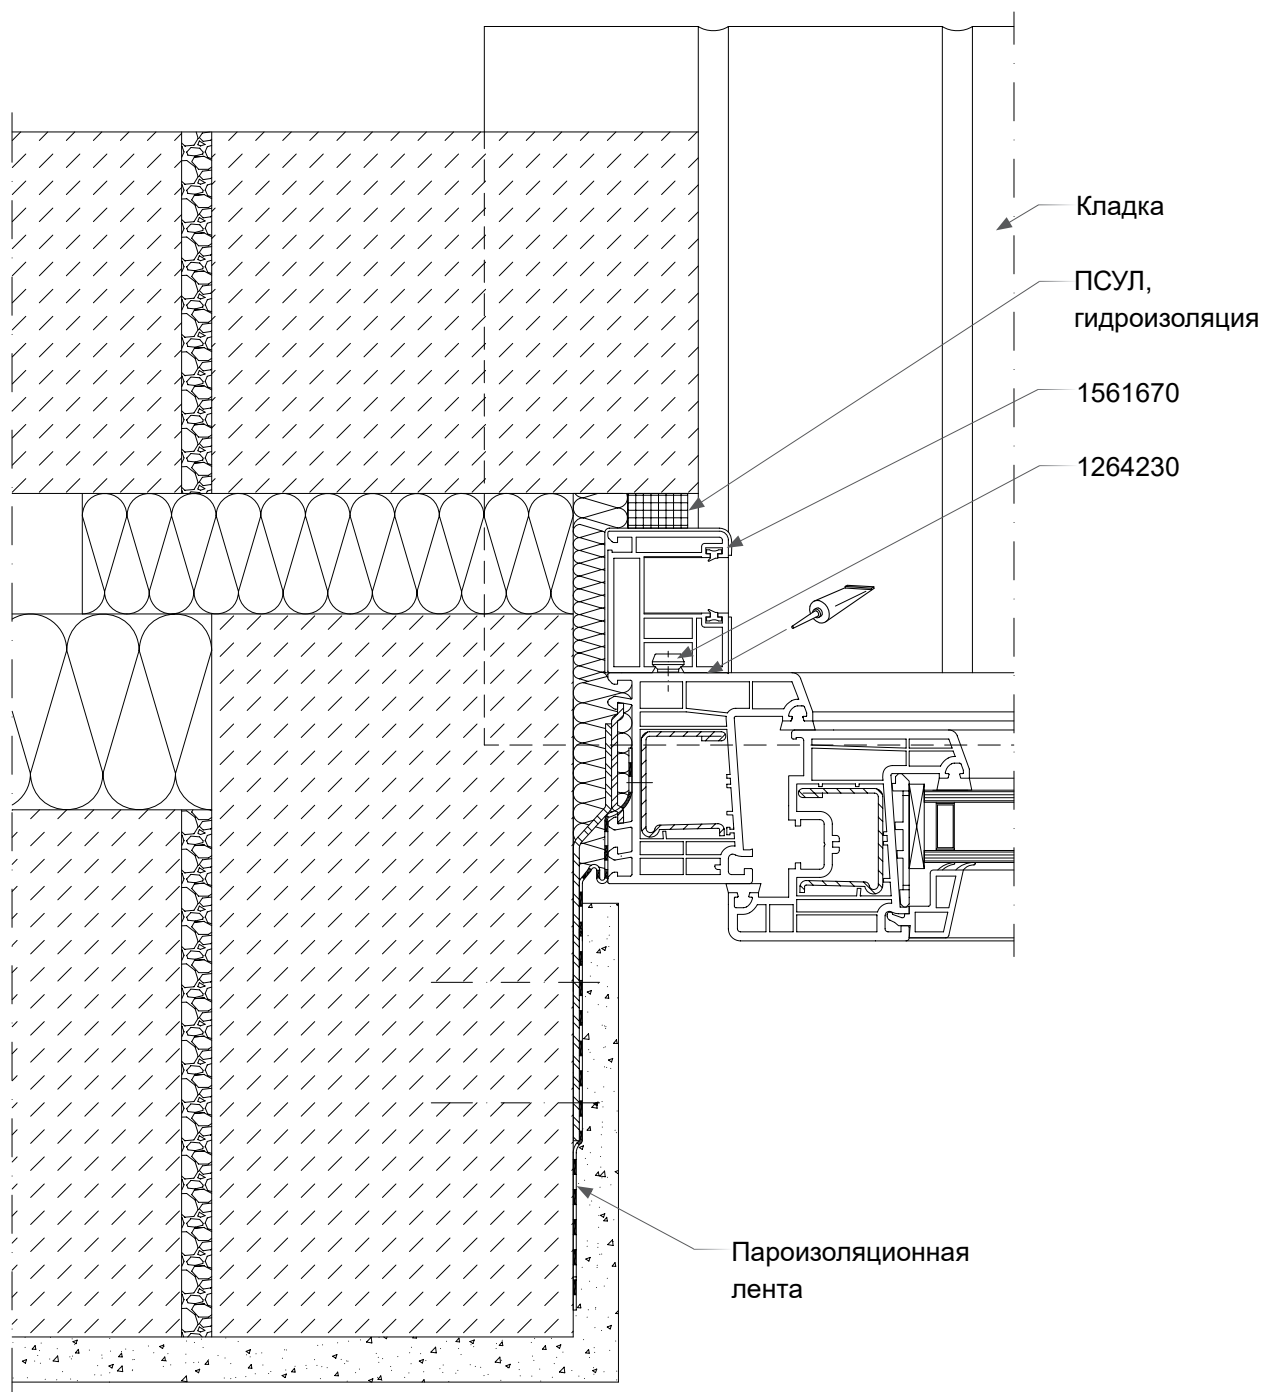 Кладка
ПСУЛ,
гидроизоляция
1561670
1264230
Пароизоляционная
лента